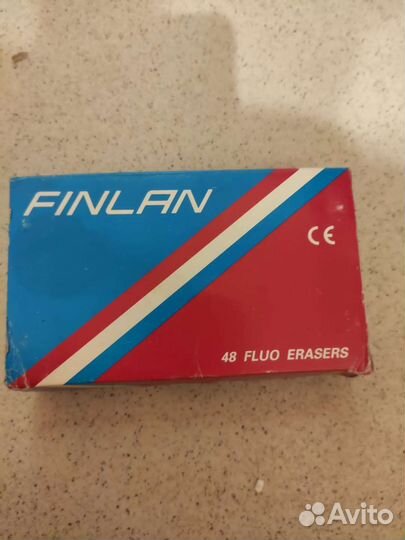 FINLAN
CE
48 FLUO ERASERS
Avito